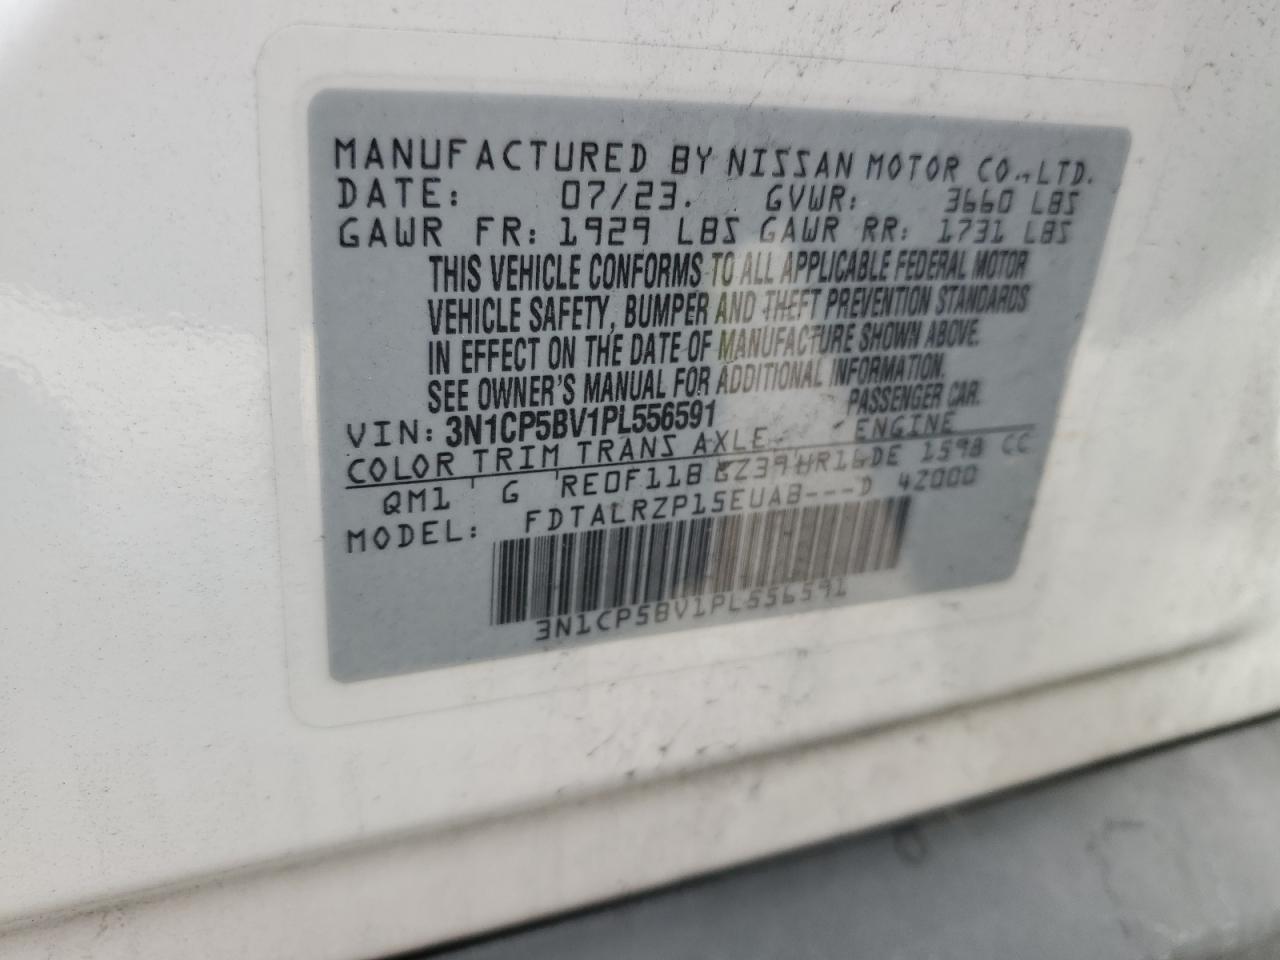 MANUFACTURED BY NISSAN MOTOR CO., LTD.
DATE: 07/23. GVWR: 3660 LBS
GAWR FR: 1929 LBS GAWR RR: 1731 LBS
THIS VEHICLE CONFORMS TO ALL APPLICABLE FEDERAL MOTOR
VEHICLE SAFETY, BUMPER AND THEFT PREVENTION STANDARDS
IN EFFECT ON THE DATE OF MANUFACTURE SHOWN ABOVE.
SEE OWNER'S MANUAL FOR ADDITIONAL INFORMATION.
VIN: 3N1CP5BV1PL556591 PASSENGER CAR.
COLOR TRIM TRANS AXLE ENGINE
QM1 G RE0F11B HR16DE 1598 CC
MODEL: FDTALRZP15EUAB---D 42000
3N1CP5BV1PL556591